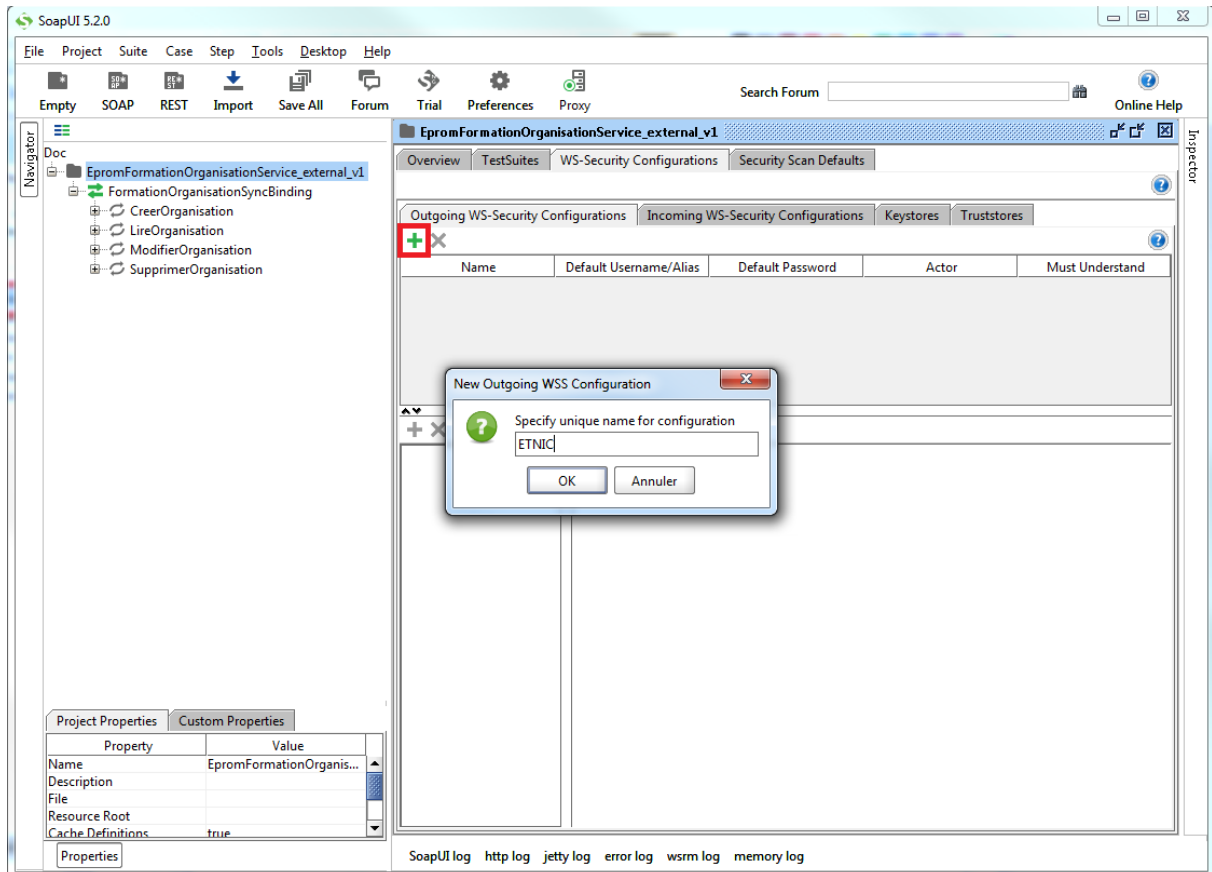 SoapUI 5.2.0
File Project Suite Case Step Tools Desktop Help
Empty SOAP REST Import Save All Forum Trial Preferences Proxy Search Forum Online Help
Navigator
Doc
EpromFormationOrganisationService_external_v1
FormationOrganisationSyncBinding
CreerOrganisation
LireOrganisation
ModifierOrganisation
SupprimerOrganisation
EpromFormationOrganisationService_external_v1
Overview TestSuites WS-Security Configurations Security Scan Defaults
Outgoing WS-Security Configurations Incoming WS-Security Configurations Keystores Truststores
Name Default Username/Alias Default Password Actor Must Understand
New Outgoing WSS Configuration
Specify unique name for configuration
ETNIC
OK Annuler
Inspector
Project Properties Custom Properties
Property Value
Name EpromFormationOrganis...
Description
File
Resource Root
Cache Definitions true
Properties
SoapUI log http log jetty log error log wsrm log memory log